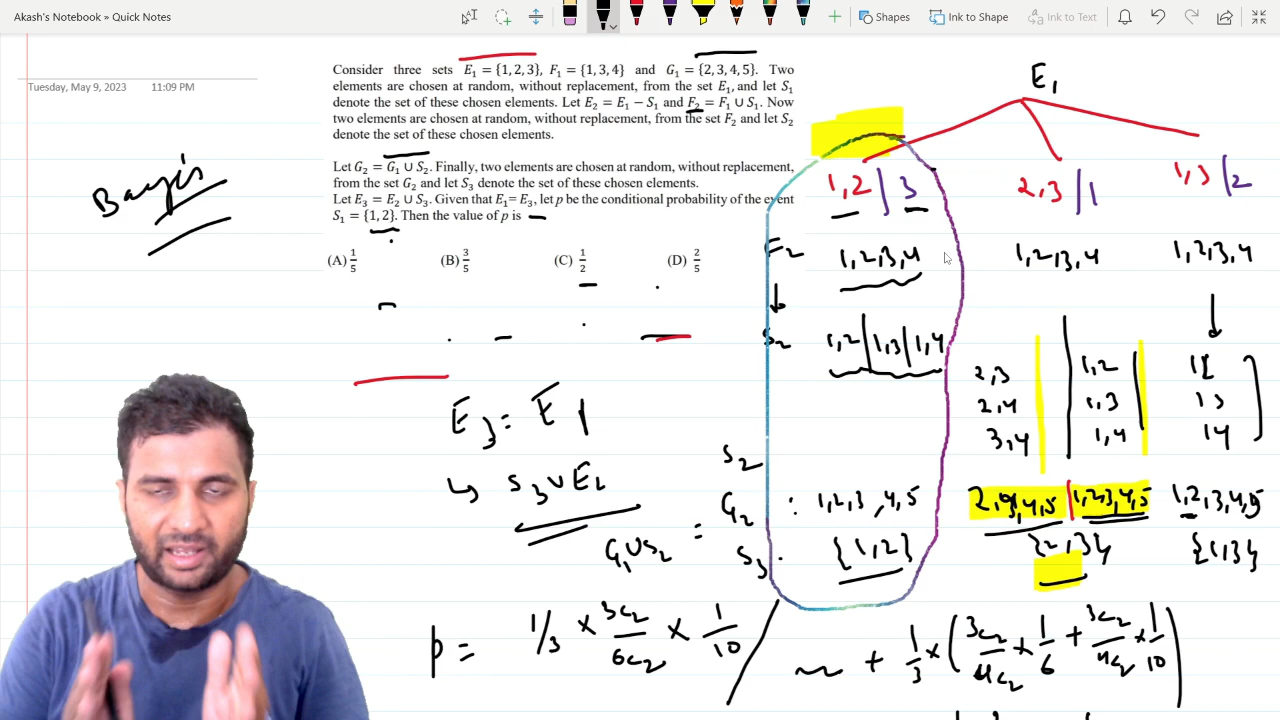 Akash's Notebook » Quick Notes
Shapes
Ink to Shape
Ink to Text
Tuesday, May 9, 2023 11:09 PM
Consider three sets E₁ = {1, 2, 3}, F₁ = {1, 3, 4} and G₁ = {2, 3, 4, 5}. Two
elements are chosen at random, without replacement, from the set E₁, and let S₁
denote the set of these chosen elements. Let E₂ = E₁ − S₁ and F₂ = F₁ ∪ S₁. Now
two elements are chosen at random, without replacement, from the set F₂ and let S₂
denote the set of these chosen elements.
Let G₂ = G₁ ∪ S₂. Finally, two elements are chosen at random, without replacement,
from the set G₂ and let S₃ denote the set of these chosen elements.
Let E₃ = E₂ ∪ S₃. Given that E₁= E₃, let p be the conditional probability of the event
S₁ = {1, 2}. Then the value of p is
(A) 1/5 (B) 3/5 (C) 1/2 (D) 2/5
E₁
1,2 | 3 2,3 | 1 1,3 | 2
F₂ 1,2,3,4 1,2,3,4 1,2,3,4
S₂ 1,2 | 1,3 | 1,4
2,3 1,2 12
2,4 1,3 13
3,4 1,4 14
E₃ = E1
↳ S₃ ∪ E₂
G₁∪S₂ =
S₂
G₂ : 1,2,3,4,5 2,3,4,5 | 1,2,3,4,5 1,2,3,4,5
S₃ . {1,2} {2,3} {1,3}
p = 1/3 × 3C₂/6C₂ × 1/10 / + 1/3 × (3C₂/4C₂ × 1/6 + 3C₂/4C₂ × 1/10)